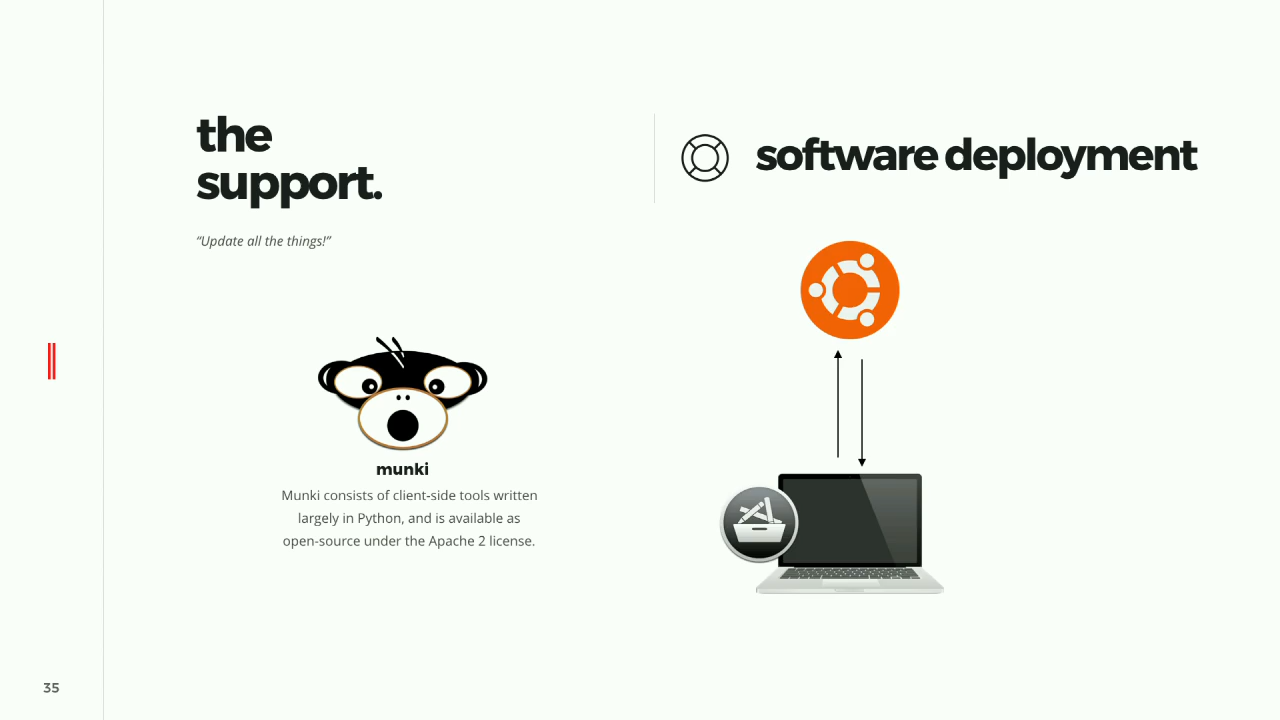 the
support.
“Update all the things!”
software deployment
munki
Munki consists of client-side tools written
largely in Python, and is available as
open-source under the Apache 2 license.
35